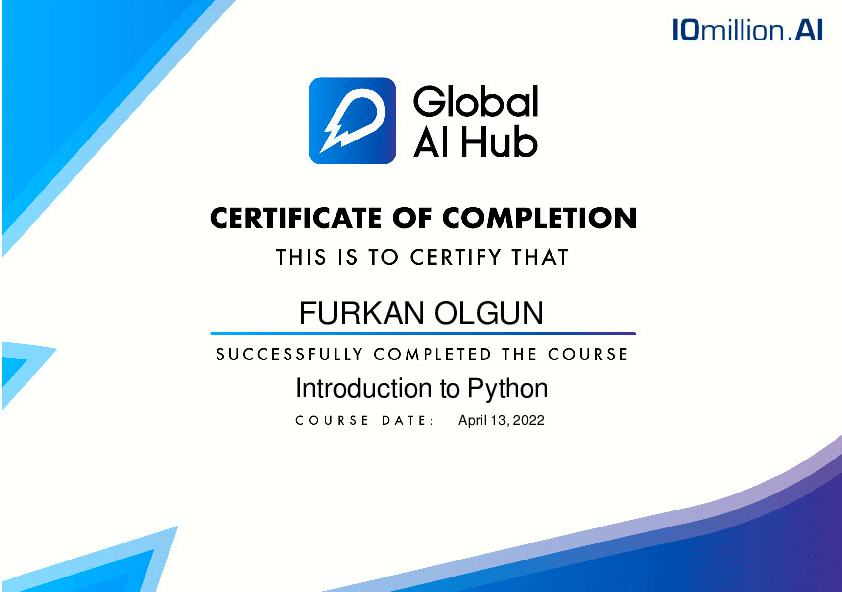 10million.AI
Global
AI Hub
CERTIFICATE OF COMPLETION
THIS IS TO CERTIFY THAT
FURKAN OLGUN
SUCCESSFULLY COMPLETED THE COURSE
Introduction to Python
COURSE DATE: April 13, 2022